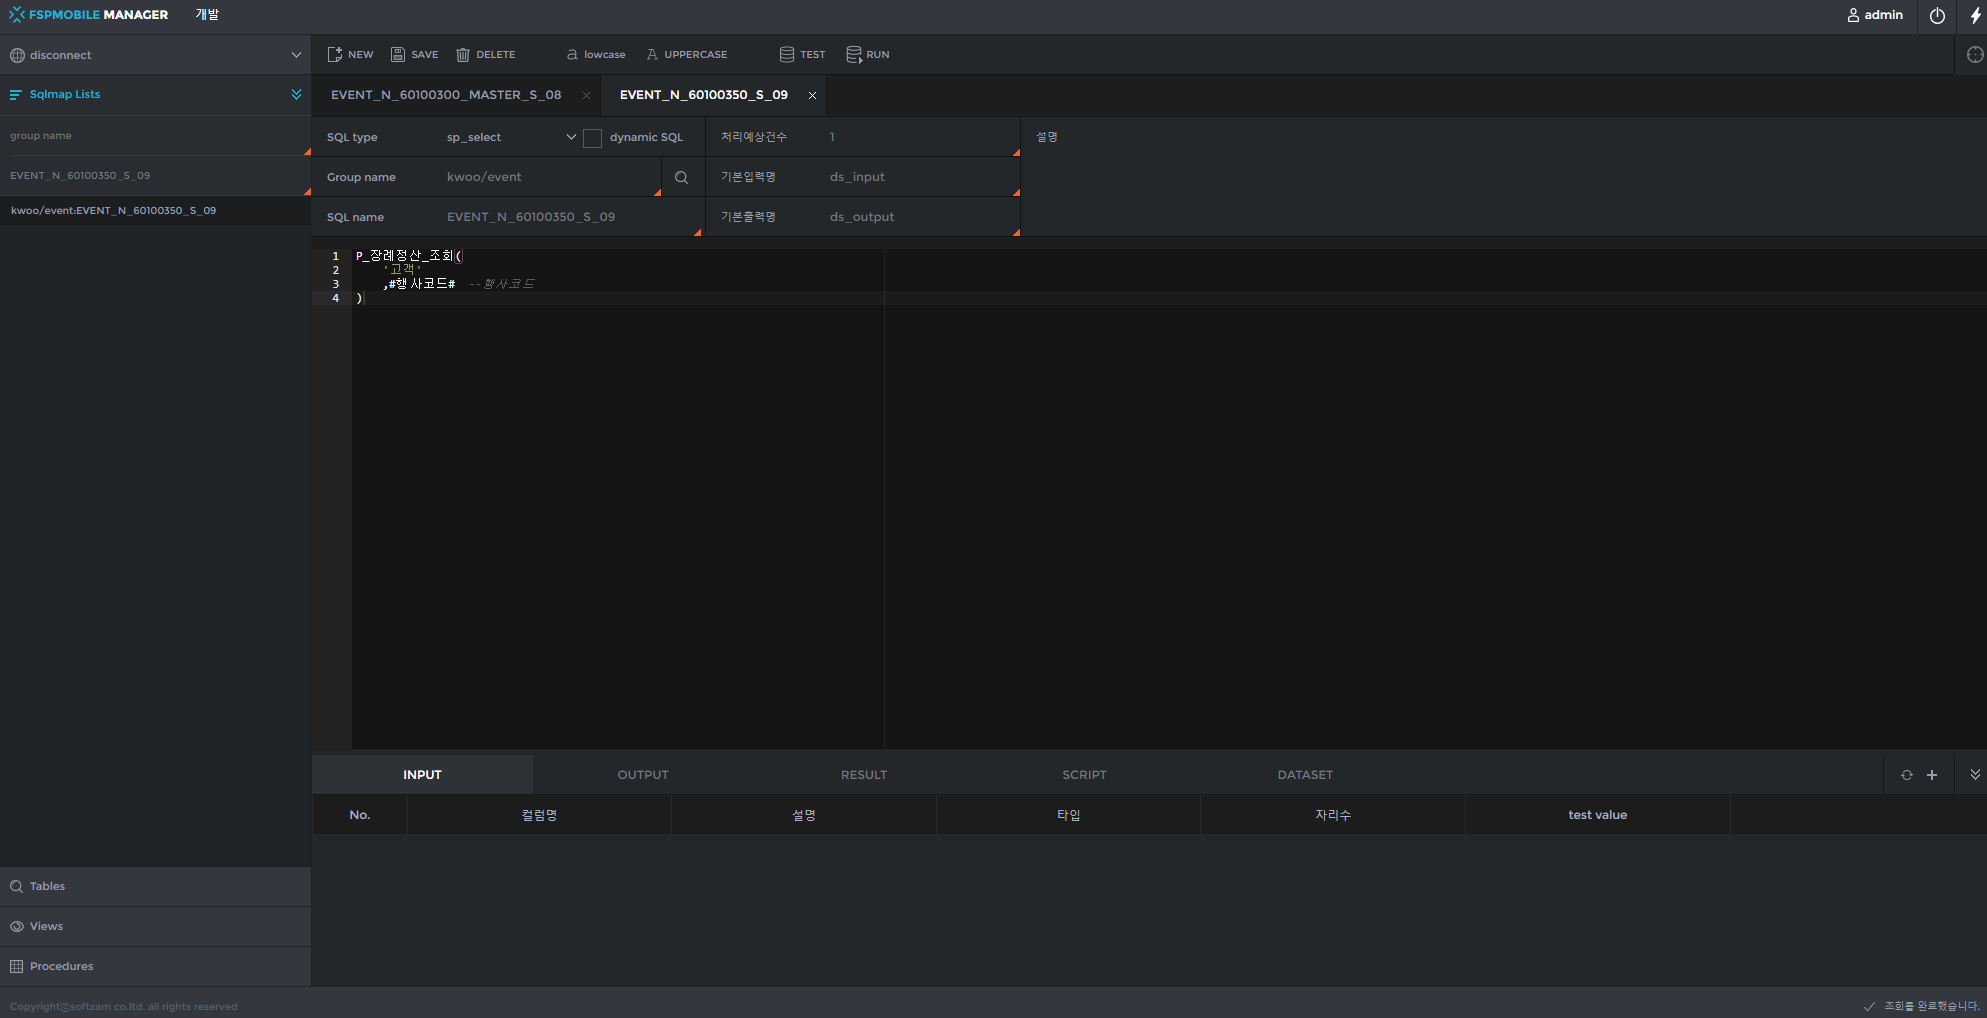 FSPMOBILE MANAGER 개발
admin
disconnect
NEW SAVE DELETE lowcase UPPERCASE TEST RUN
Sqlmap Lists
EVENT_N_60100300_MASTER_S_08
EVENT_N_60100350_S_09
group name
EVENT_N_60100350_S_09
kwoo/event:EVENT_N_60100350_S_09
SQL type sp_select dynamic SQL 처리예상건수 1 설명
Group name kwoo/event 기본입력명 ds_input
SQL name EVENT_N_60100350_S_09 기본출력명 ds_output
1 P_장례정산_조회(
2 '고객'
3 ,#행사코드# --행사코드
4 )
INPUT OUTPUT RESULT SCRIPT DATASET
No. 컬럼명 설명 타입 자리수 test value
Tables
Views
Procedures
Copyrightⓒsoftzam co.ltd. all rights reserved
조회를 완료했습니다.